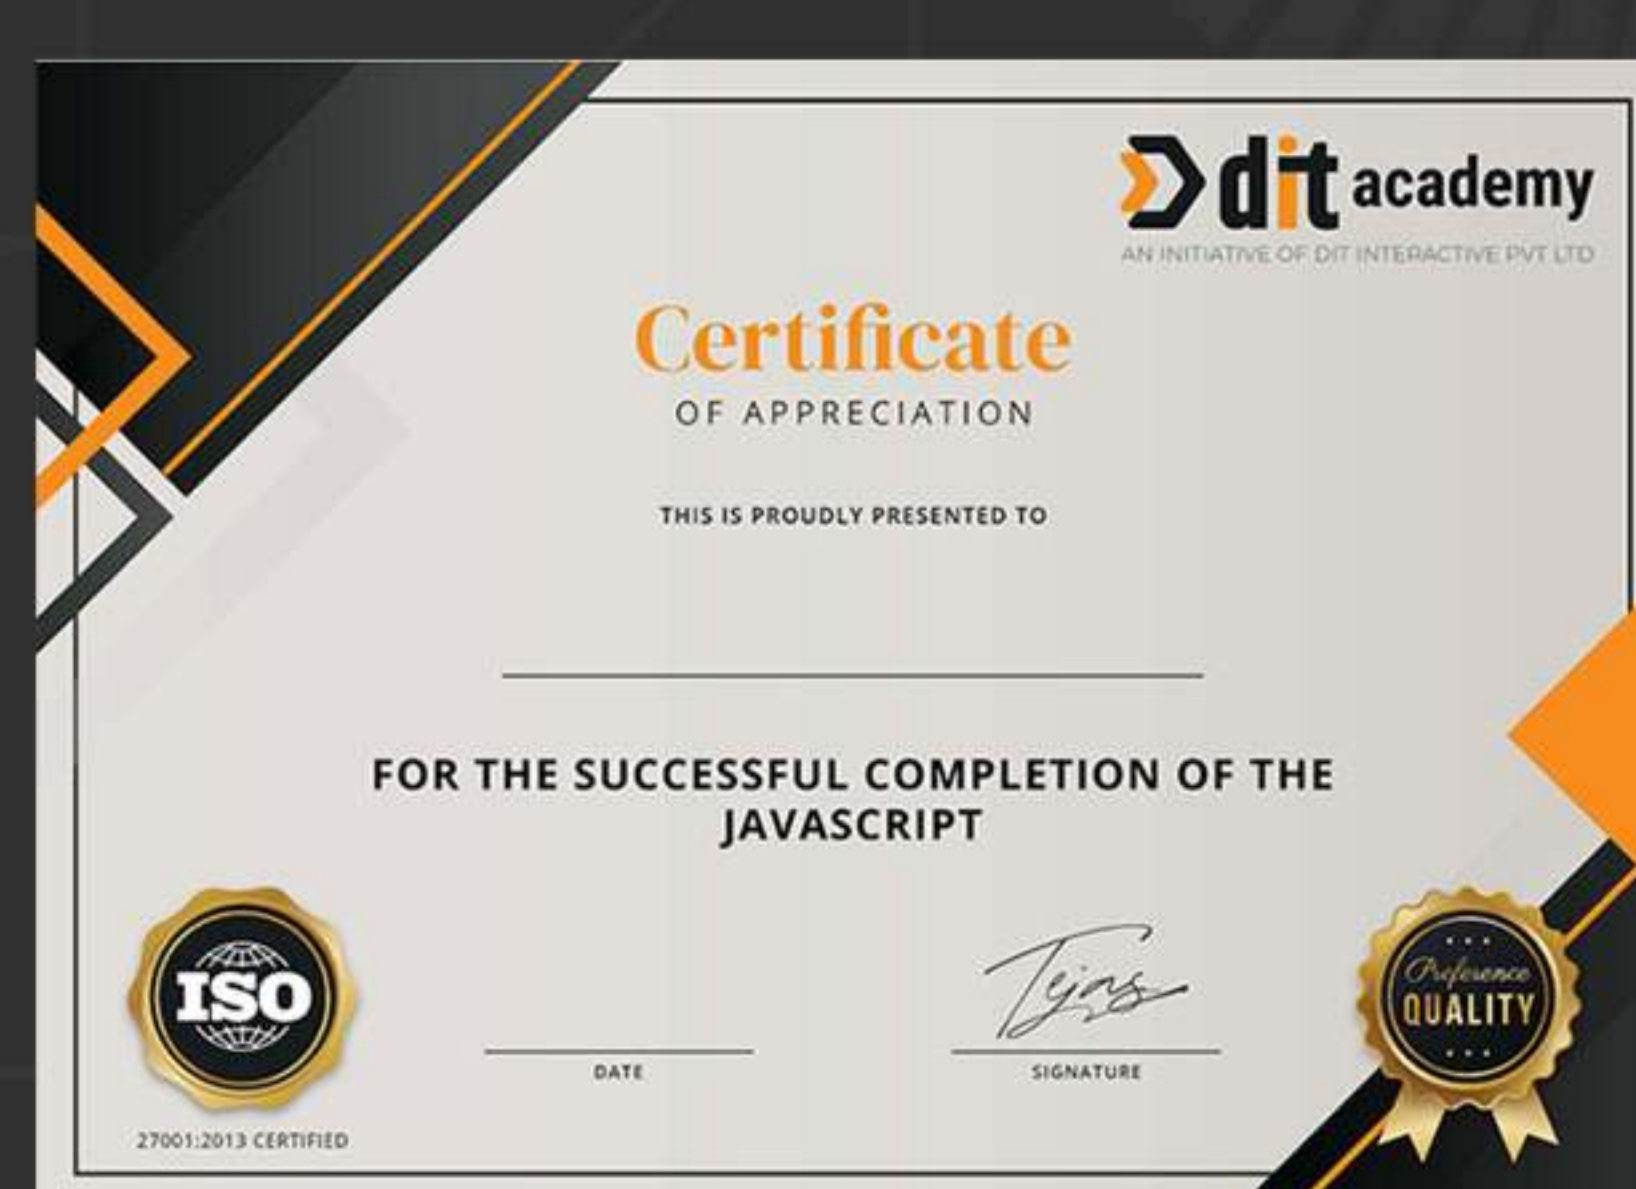 dit academy
AN INITIATIVE OF DIT INTERACTIVE PVT LTD
Certificate
OF APPRECIATION
THIS IS PROUDLY PRESENTED TO
FOR THE SUCCESSFUL COMPLETION OF THE
JAVASCRIPT
ISO
27001:2013 CERTIFIED
DATE
Tejas
SIGNATURE
Preference
QUALITY